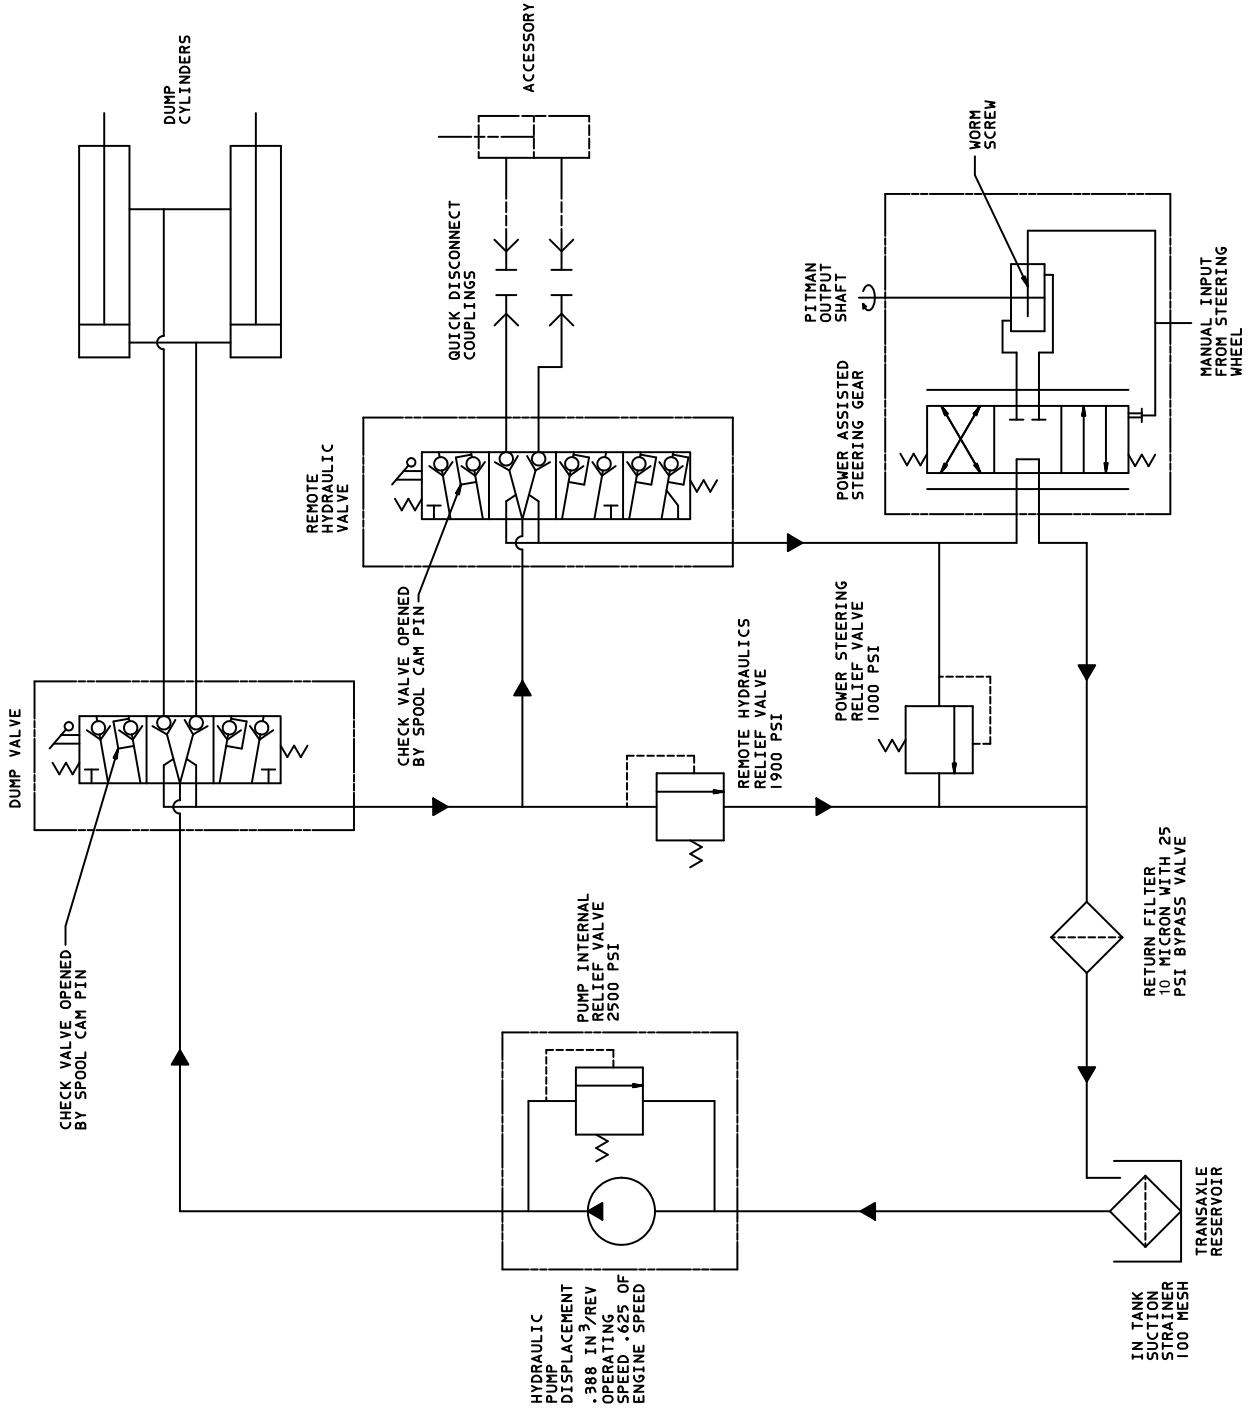 DUMP VALVE
CHECK VALVE OPENED
BY SPOOL CAM PIN
DUMP
CYLINDERS
REMOTE
HYDRAULIC
VALVE
CHECK VALVE OPENED
BY SPOOL CAM PIN
QUICK DISCONNECT
COUPLINGS
ACCESSORY
HYDRAULIC
PUMP
DISPLACEMENT
.388 IN³/REV
OPERATING
SPEED .625 OF
ENGINE SPEED
PUMP INTERNAL
RELIEF VALVE
2500 PSI
REMOTE HYDRAULICS
RELIEF VALVE
1900 PSI
POWER STEERING
RELIEF VALVE
1000 PSI
POWER ASSISTED
STEERING GEAR
PITMAN
OUTPUT
SHAFT
WORM
SCREW
IN TANK
SUCTION
STRAINER
100 MESH
TRANSAXLE
RESERVOIR
RETURN FILTER
10 MICRON WITH 25
PSI BYPASS VALVE
MANUAL INPUT
FROM STEERING
WHEEL